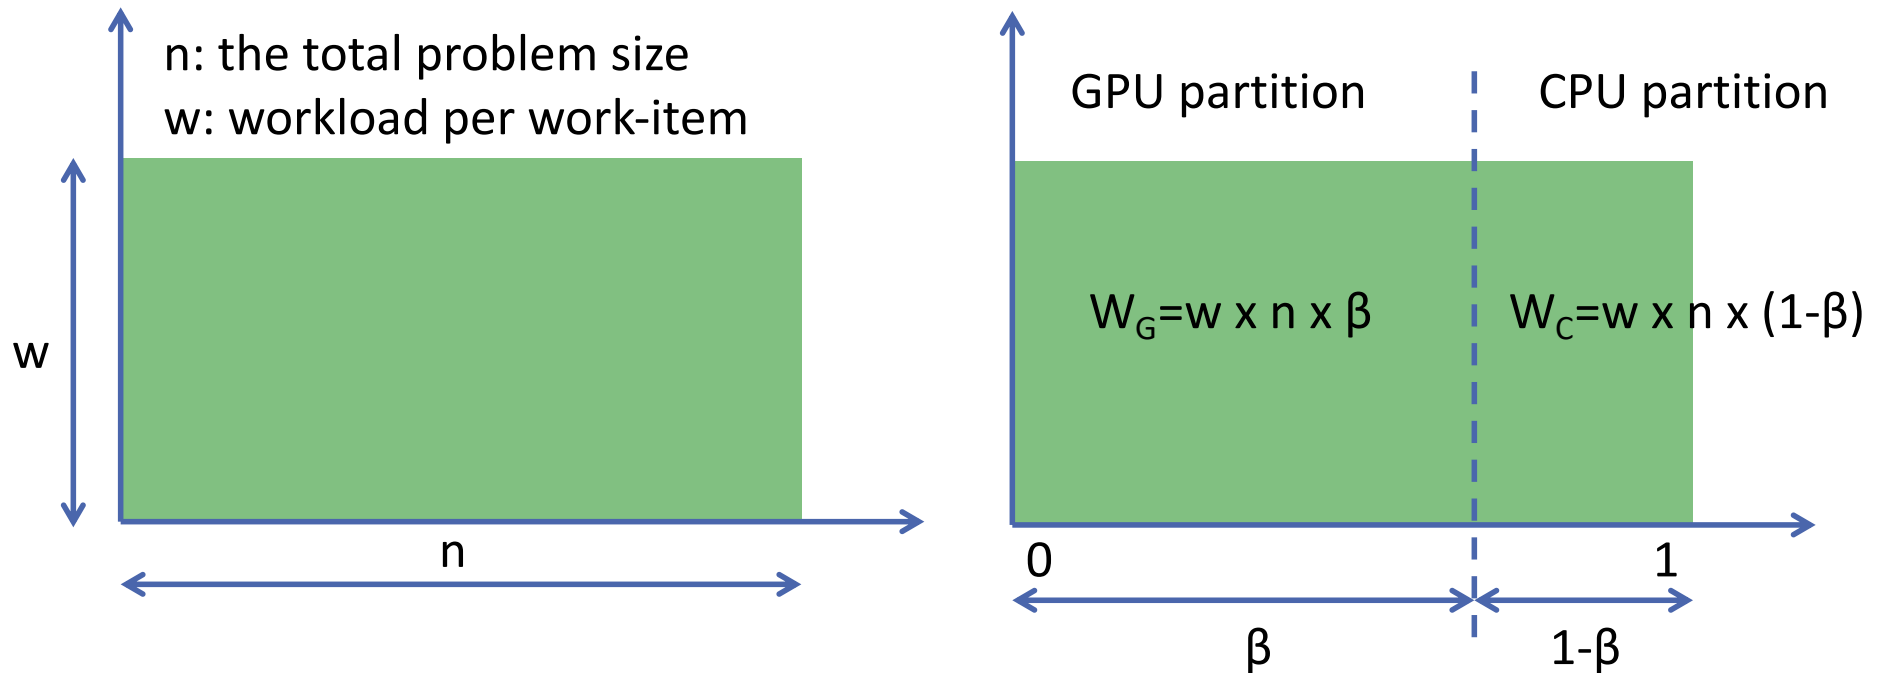 n: the total problem size
w: workload per work-item
w
n
GPU partition
CPU partition
W_G=w x n x β
W_C=w x n x (1-β)
0
1
β
1-β